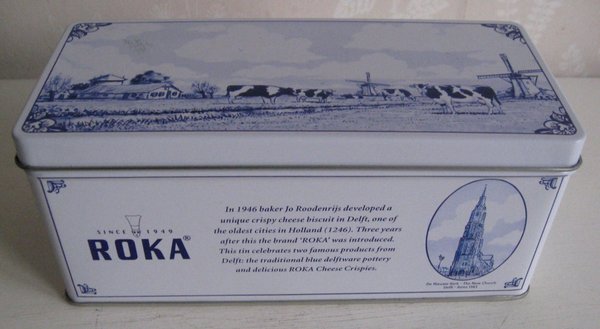 SINCE 1949
ROKA®
In 1946 baker Jo Roodenrijs developed a
unique crispy cheese biscuit in Delft, one of
the oldest cities in Holland (1246). Three years
after this the brand 'ROKA' was introduced.
This tin celebrates two famous products from
Delft: the traditional blue delftware pottery
and delicious ROKA Cheese Crispies.
De Nieuwe Kerk - The New Church
Delft - Anno